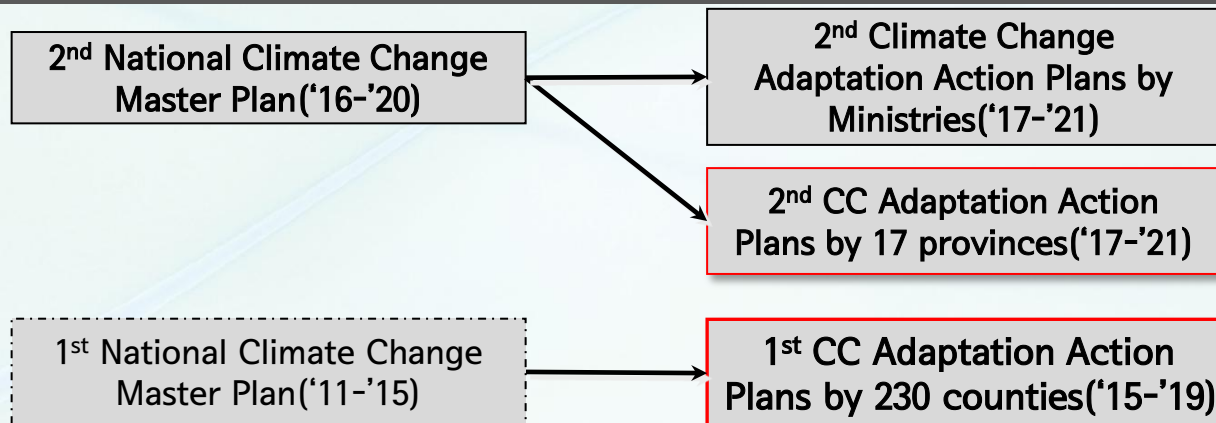 2nd National Climate Change
Master Plan(‘16-’20)
2nd Climate Change
Adaptation Action Plans by
Ministries(‘17-’21)
2nd CC Adaptation Action
Plans by 17 provinces(‘17-’21)
1st National Climate Change
Master Plan(‘11-’15)
1st CC Adaptation Action
Plans by 230 counties(‘15-’19)